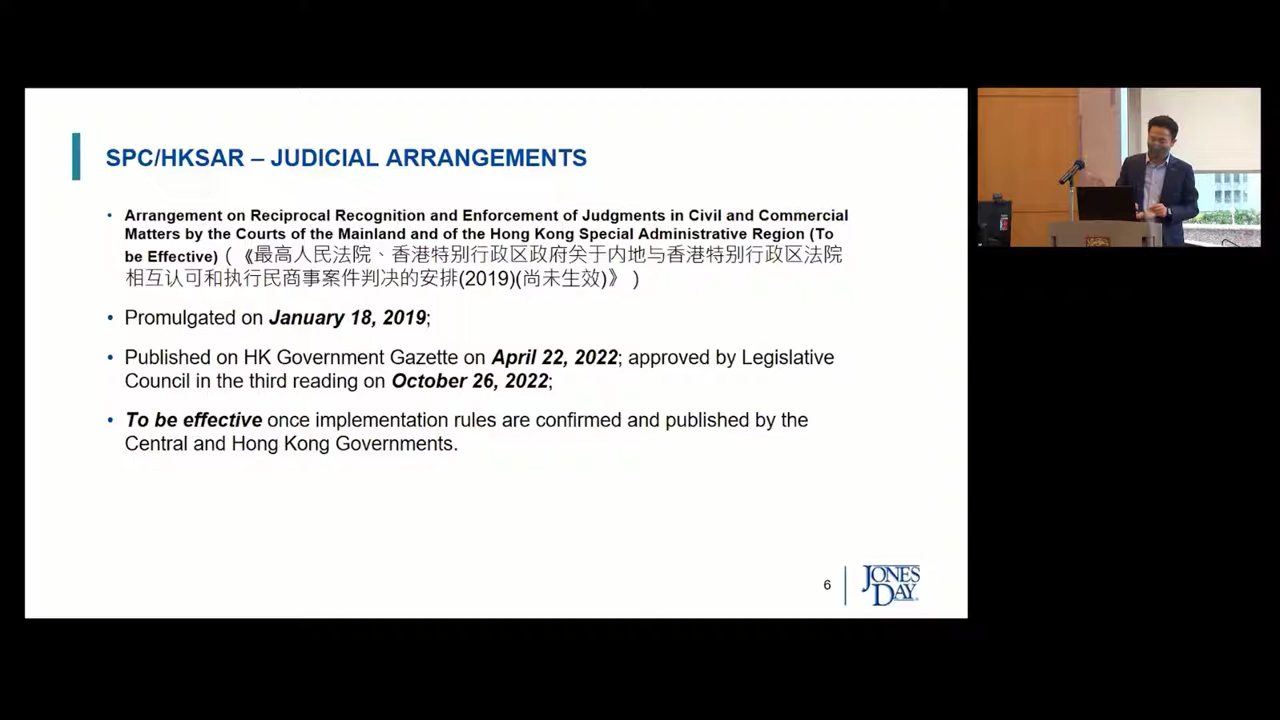 SPC/HKSAR – JUDICIAL ARRANGEMENTS
• Arrangement on Reciprocal Recognition and Enforcement of Judgments in Civil and Commercial
Matters by the Courts of the Mainland and of the Hong Kong Special Administrative Region (To
be Effective)（《最高人民法院、香港特别行政区政府关于内地与香港特别行政区法院
相互认可和执行民商事案件判决的安排(2019)(尚未生效)》）
• Promulgated on January 18, 2019;
• Published on HK Government Gazette on April 22, 2022; approved by Legislative
Council in the third reading on October 26, 2022;
• To be effective once implementation rules are confirmed and published by the
Central and Hong Kong Governments.
6
JONES
DAY